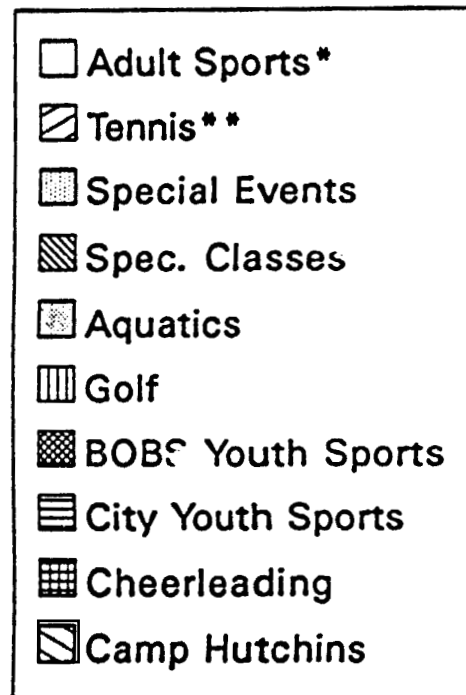 Adult Sports*
Tennis**
Special Events
Spec. Classes
Aquatics
Golf
BOBS Youth Sports
City Youth Sports
Cheerleading
Camp Hutchins